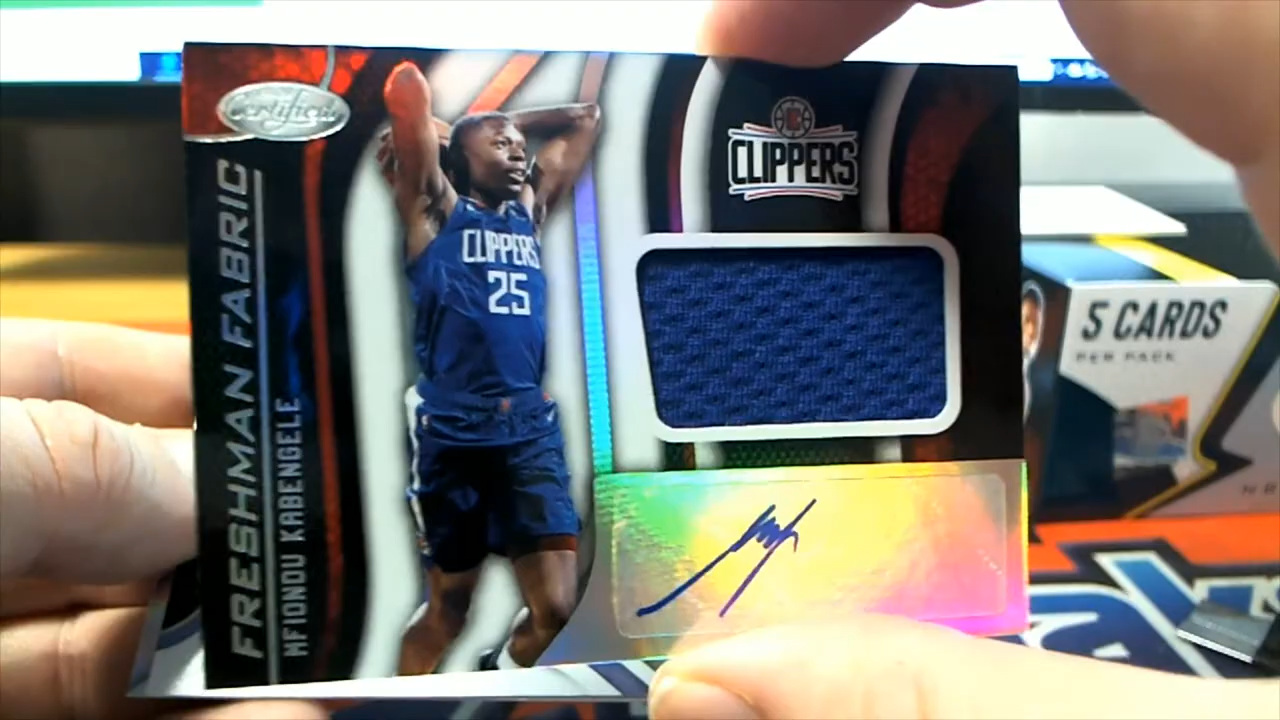 certified
FRESHMAN FABRIC
MFIONDU KABENGELE
CLIPPERS
25
CLIPPERS
5 CARDS
PER PACK